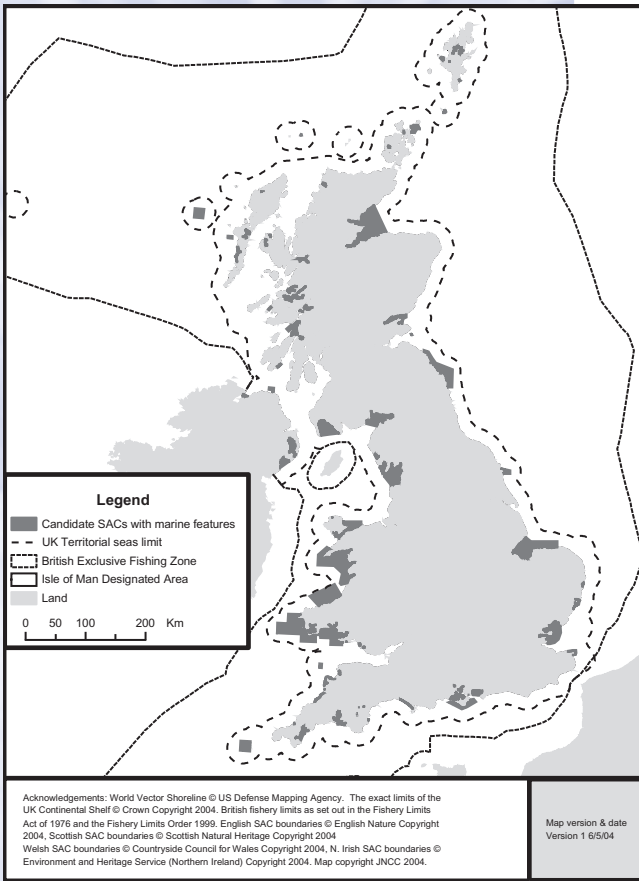 Legend
Candidate SACs with marine features
UK Territorial seas limit
British Exclusive Fishing Zone
Isle of Man Designated Area
Land
0 50 100 200 Km
Acknowledgements: World Vector Shoreline © US Defense Mapping Agency. The exact limits of the
UK Continental Shelf © Crown Copyright 2004. British fishery limits as set out in the Fishery Limits
Act of 1976 and the Fishery Limits Order 1999. English SAC boundaries © English Nature Copyright
2004, Scottish SAC boundaries © Scottish Natural Heritage Copyright 2004
Welsh SAC boundaries © Countryside Council for Wales Copyright 2004, N. Irish SAC boundaries ©
Environment and Heritage Service (Northern Ireland) Copyright 2004. Map copyright JNCC 2004.
Map version & date
Version 1 6/5/04